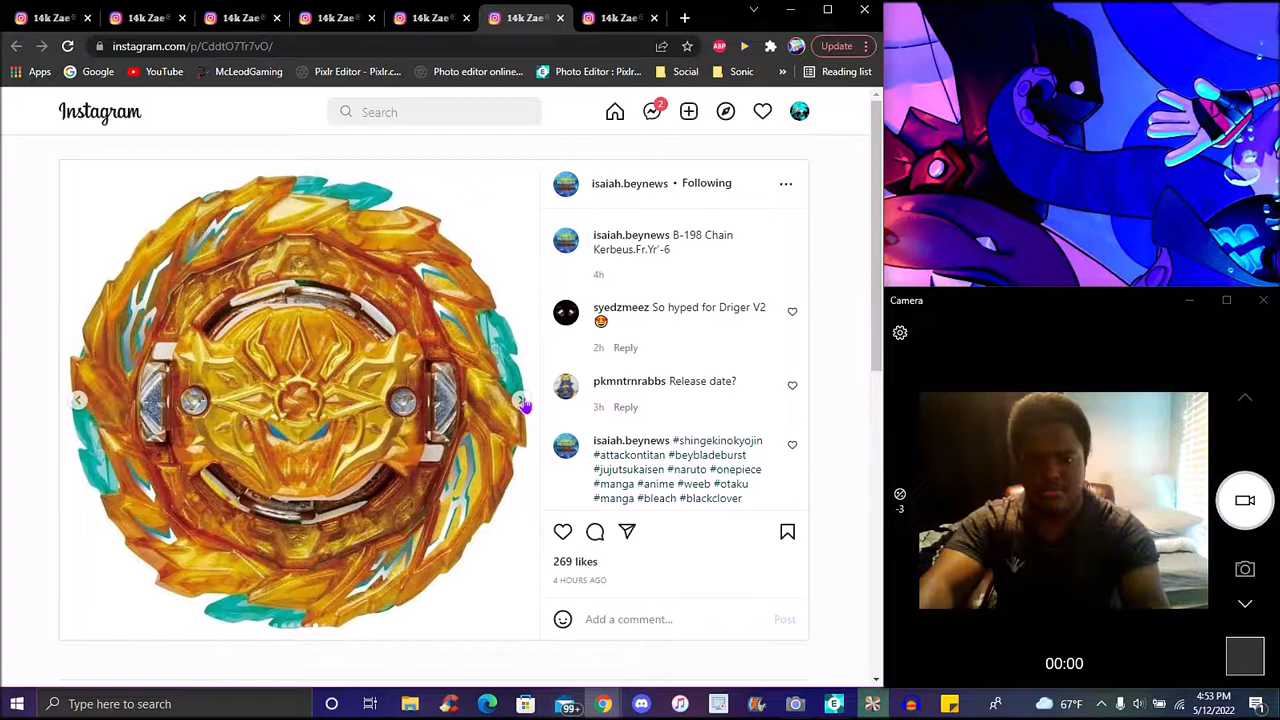 14k Zae
14k Zae
14k Zae
14k Zae
14k Zae
14k Zae
14k Zae
instagram.com/p/CddtO7Tr7vO/
ABP
Update
Apps
Google
YouTube
McLeodGaming
Pixlr Editor - Pixlr.c...
Photo editor online...
Photo Editor : Pixlr...
Social
Sonic
»
Reading list
Instagram
Search
2
isaiah.beynews • Following
isaiah.beynews B-198 Chain
Kerbeus.Fr.Yr'-6
4h
syedzmeez So hyped for Driger V2
🤩
2h Reply
pkmntrnrabbs Release date?
3h Reply
isaiah.beynews #shingekinokyojin
#attackontitan #beybladeburst
#jujutsukaisen #naruto #onepiece
#manga #anime #weeb #otaku
#manga #bleach #blackclover
269 likes
4 HOURS AGO
Add a comment...
Post
Camera
-3
00:00
Type here to search
99+
67°F
4:53 PM
5/12/2022